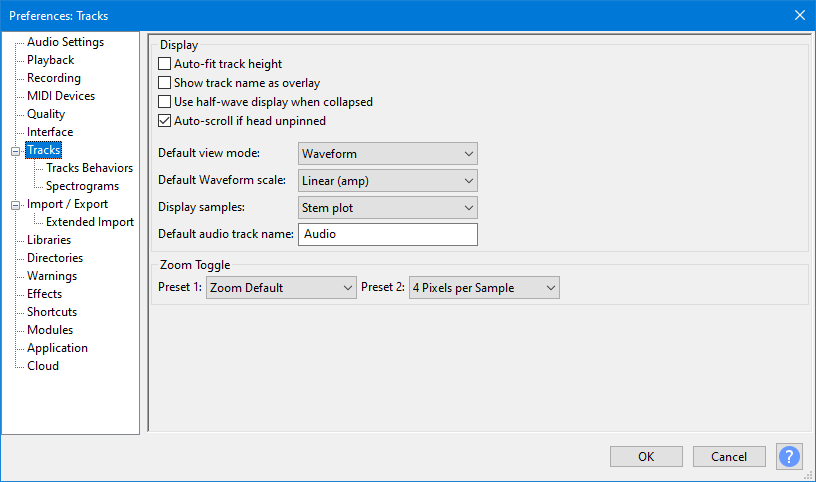 Preferences: Tracks
Audio Settings
Playback
Recording
MIDI Devices
Quality
Interface
Tracks
Tracks Behaviors
Spectrograms
Import / Export
Extended Import
Libraries
Directories
Warnings
Effects
Shortcuts
Modules
Application
Cloud
Display
Auto-fit track height
Show track name as overlay
Use half-wave display when collapsed
Auto-scroll if head unpinned
Default view mode: Waveform
Default Waveform scale: Linear (amp)
Display samples: Stem plot
Default audio track name: Audio
Zoom Toggle
Preset 1: Zoom Default Preset 2: 4 Pixels per Sample
OK Cancel ?